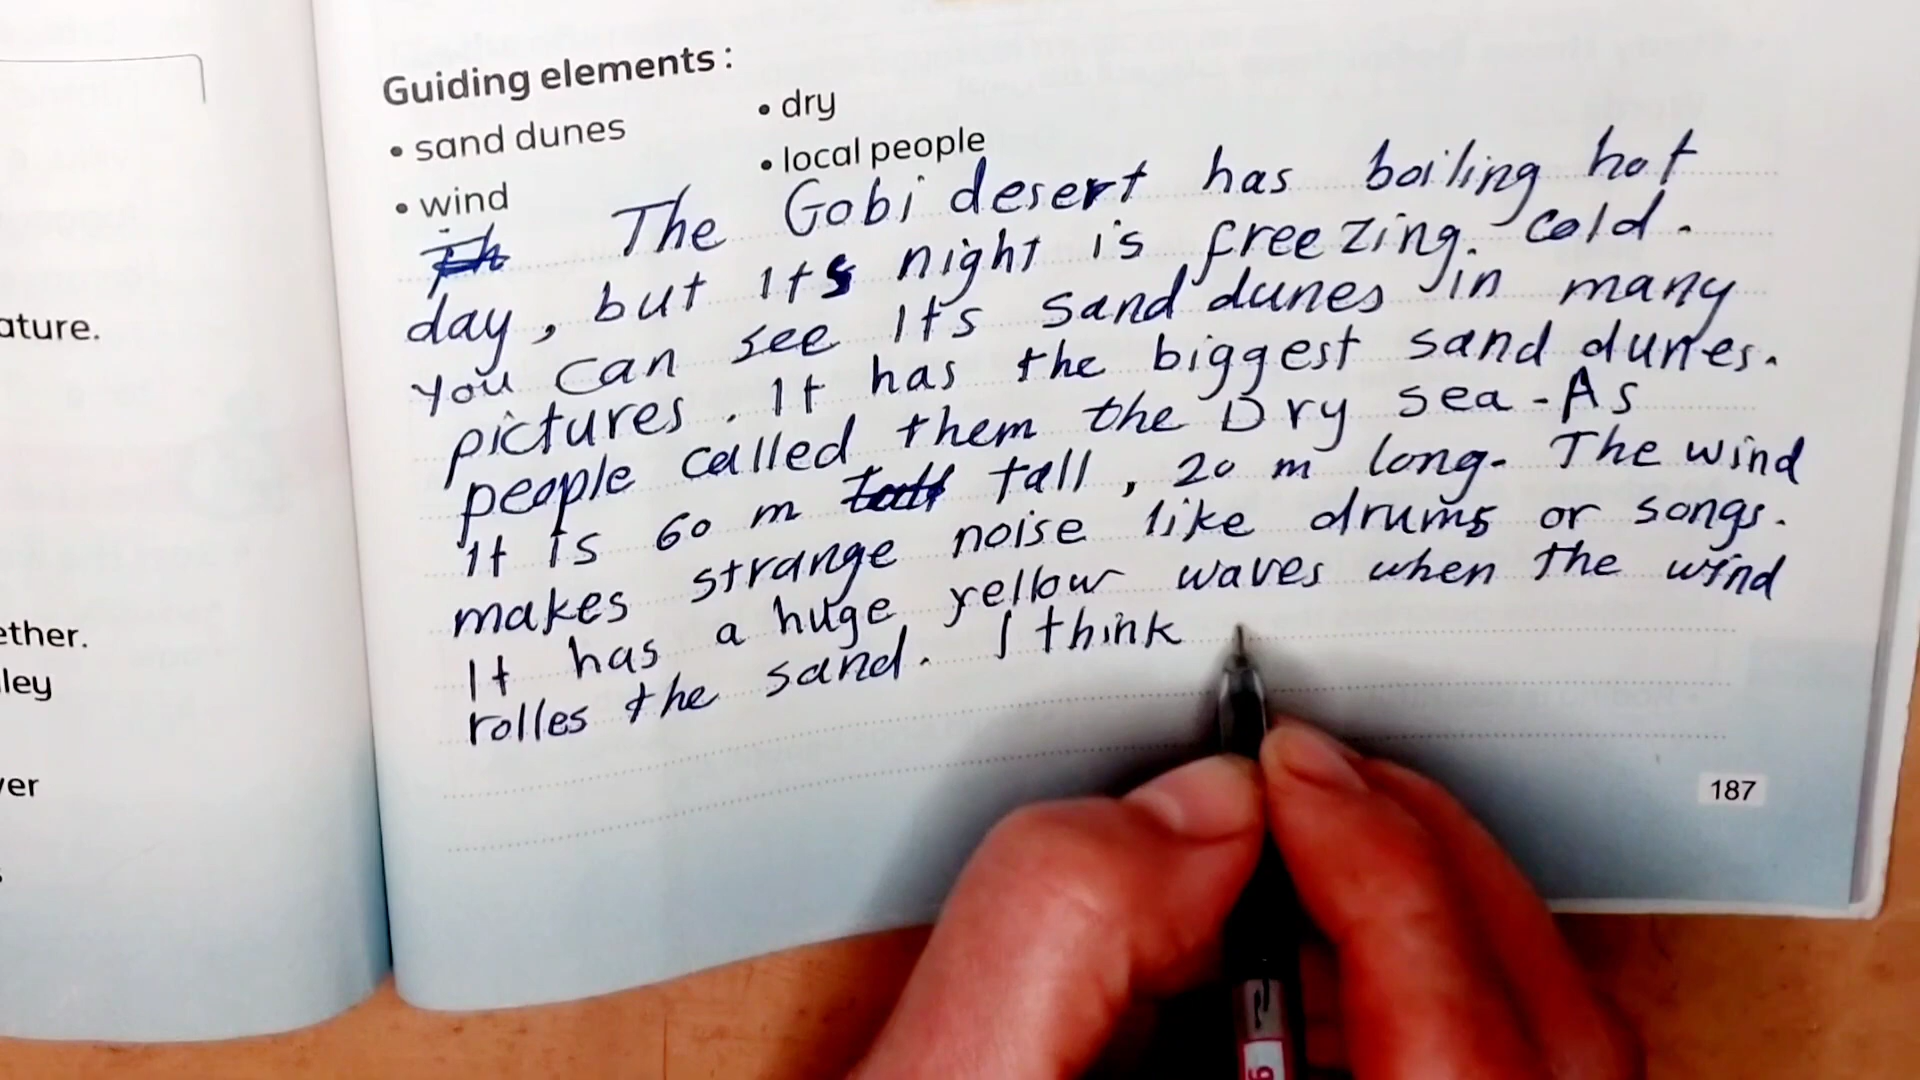 Guiding elements :
• sand dunes
• wind
• dry
• local people
The Gobi desert has boiling hot
day, but its night is freezing. cold.
you can see it's sand dunes in many
pictures. It has the biggest sand dunes.
people called them the Dry sea. As
It is 60 m tall, 20 m long. The wind
makes strange noise like drums or songs.
It has a huge yellow waves when the wind
rolles the sand. I think
187
ature.
ether.
ley
er